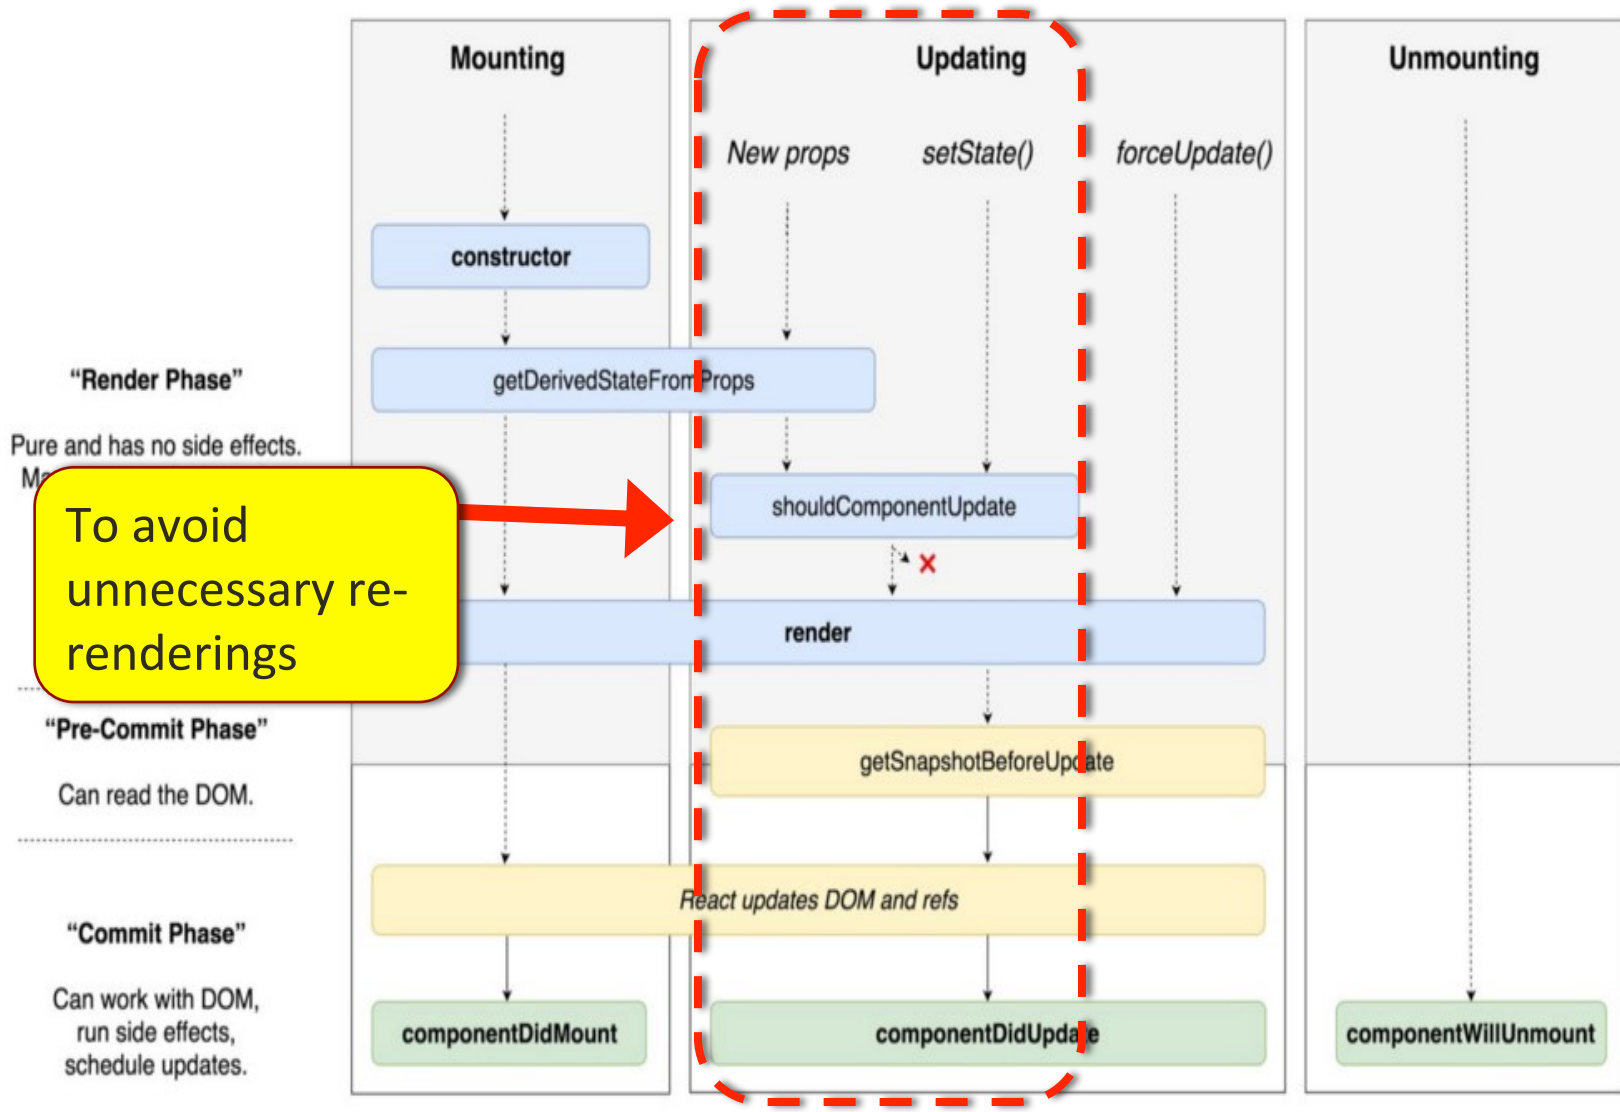 Mounting
Updating
Unmounting
New props
setState()
forceUpdate()
constructor
“Render Phase”
getDerivedStateFromProps
Pure and has no side effects.
shouldComponentUpdate
To avoid
unnecessary re-
renderings
render
“Pre-Commit Phase”
Can read the DOM.
getSnapshotBeforeUpdate
React updates DOM and refs
“Commit Phase”
Can work with DOM,
run side effects,
schedule updates.
componentDidMount
componentDidUpdate
componentWillUnmount